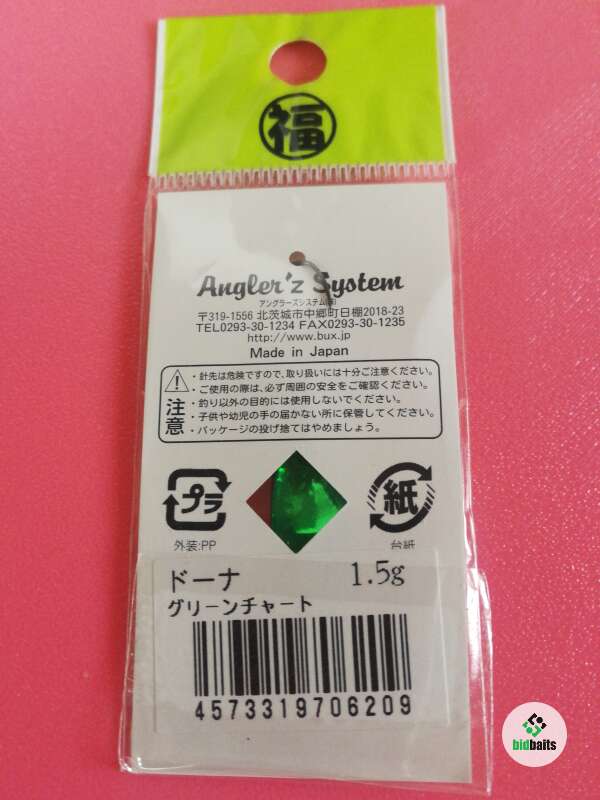 福
Angler'z System
アングラーズシステム(有)
〒319-1556 北茨城市中郷町日棚2018-23
TEL0293-30-1234 FAX0293-30-1235
http://www.bux.jp
Made in Japan
注意
・針先は危険ですので、取り扱いには十分ご注意ください。
・ご使用の際は、必ず周囲の安全をご確認ください。
・釣り以外の目的には使用しないでください。
・子供や幼児の手の届かない所に保管してください。
・パッケージの投げ捨てはやめましょう。
プラ
紙
外装:PP
台紙
ドーナ 1.5g
グリーンチャート
4573319706209
bidbaits